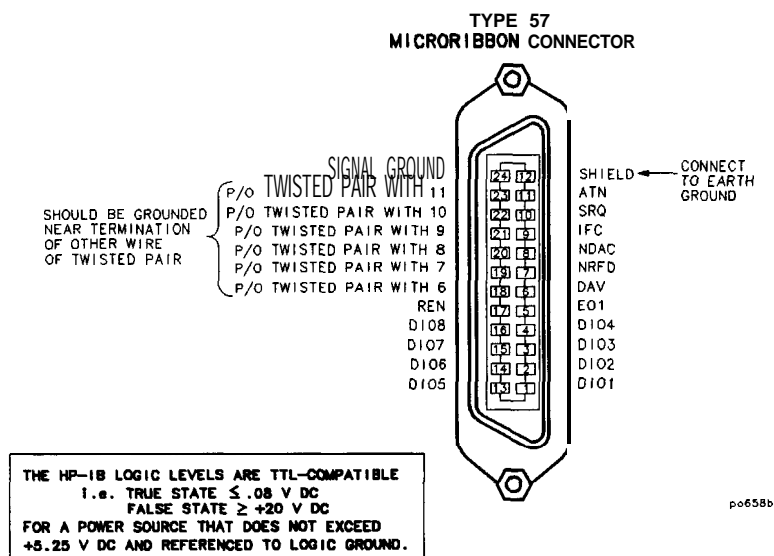 TYPE 57
MICRORIBBON CONNECTOR
SIGNAL GROUND
P/O TWISTED PAIR WITH 11
P/O TWISTED PAIR WITH 10
P/O TWISTED PAIR WITH 9
P/O TWISTED PAIR WITH 8
P/O TWISTED PAIR WITH 7
P/O TWISTED PAIR WITH 6
REN
DIO8
DIO7
DIO6
DIO5
SHOULD BE GROUNDED
NEAR TERMINATION
OF OTHER WIRE
OF TWISTED PAIR
24 12
23 11
22 10
21 9
20 8
19 7
18 6
17 5
16 4
15 3
14 2
13 1
SHIELD
ATN
SRQ
IFC
NDAC
NRFD
DAV
EO1
DIO4
DIO3
DIO2
DIO1
CONNECT
TO EARTH
GROUND
THE HP-IB LOGIC LEVELS ARE TTL-COMPATIBLE
i.e. TRUE STATE ≤ .08 V DC
FALSE STATE ≥ +20 V DC
FOR A POWER SOURCE THAT DOES NOT EXCEED
+5.25 V DC AND REFERENCED TO LOGIC GROUND.
po658b